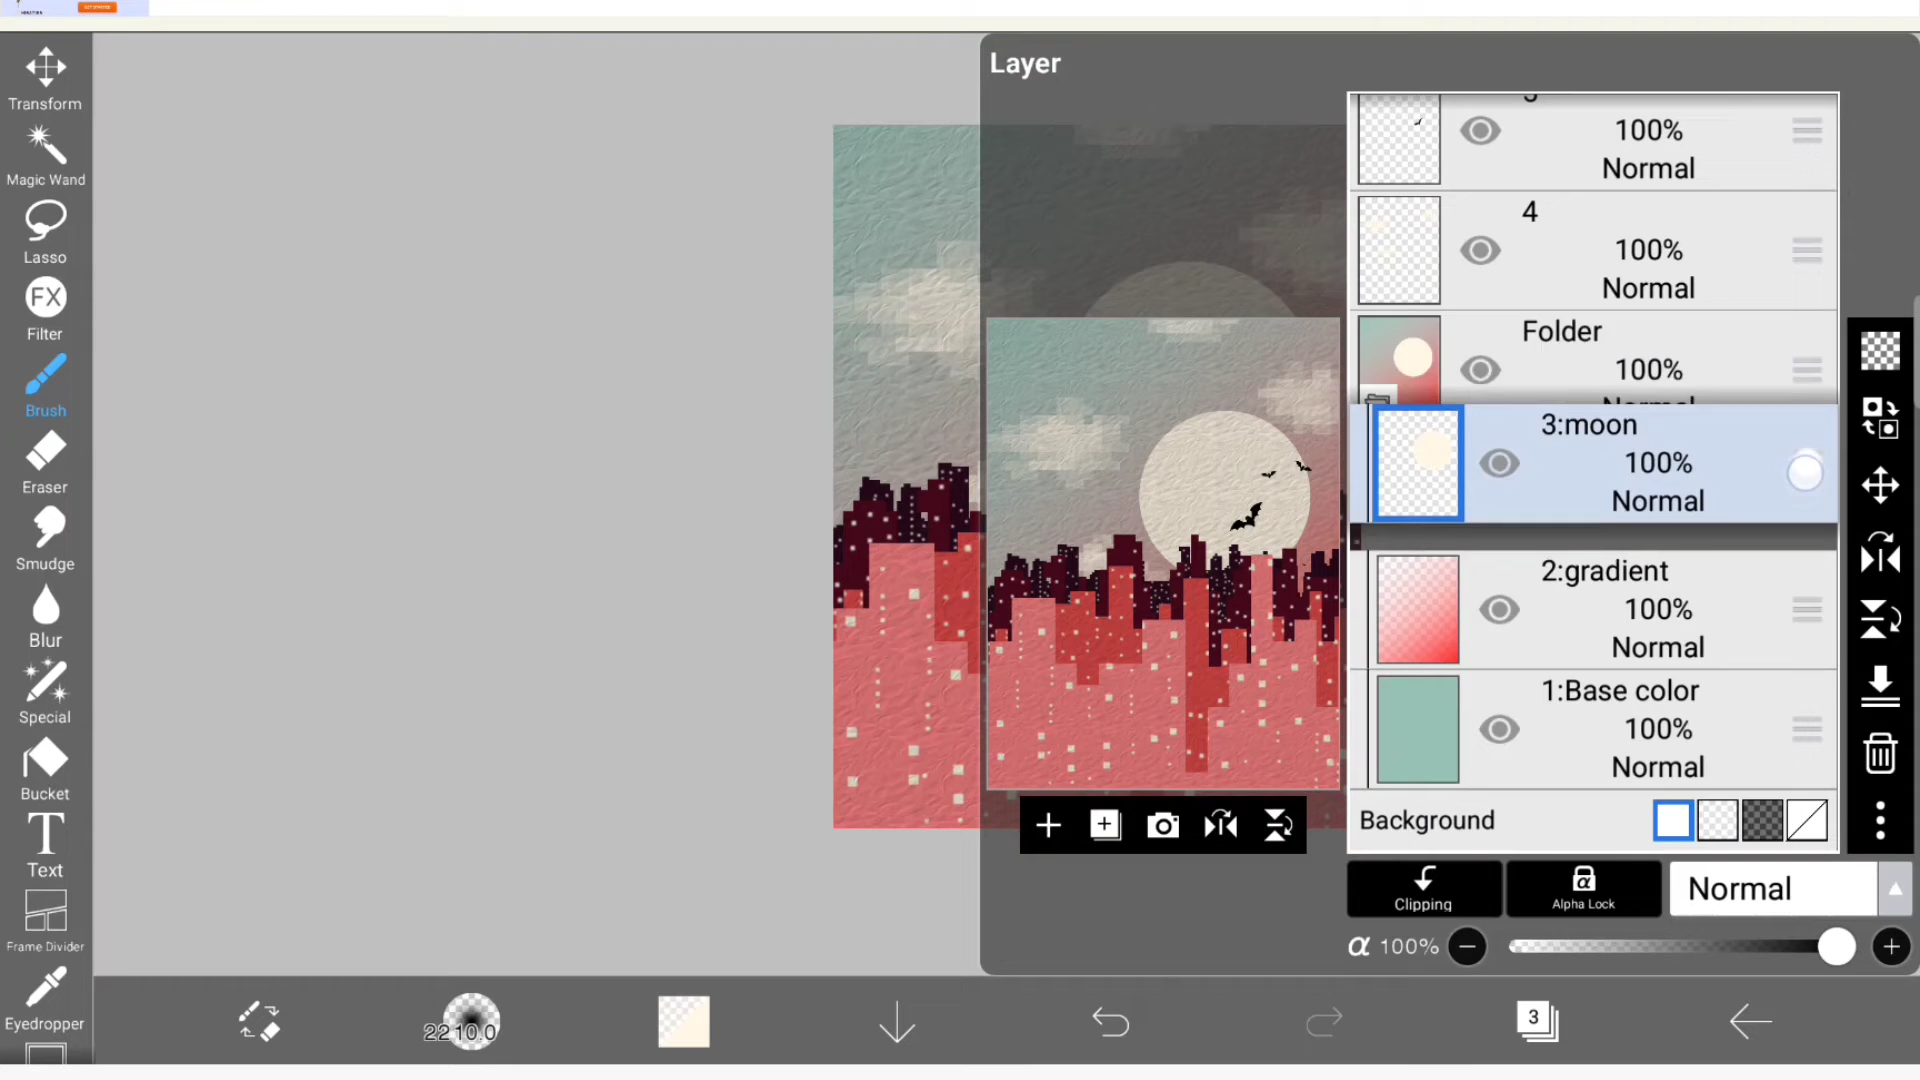 GET STARTED
Layer
Transform
Magic Wand
Lasso
FX
Filter
Brush
Eraser
Smudge
Blur
Special
Bucket
T
Text
Frame Divider
Eyedropper
100%
Normal
4
100%
Normal
Folder
100%
3:moon
100%
Normal
2:gradient
100%
Normal
1:Base color
100%
Normal
Background
Clipping
α
Alpha Lock
Normal
α 100%
22 10.0
3